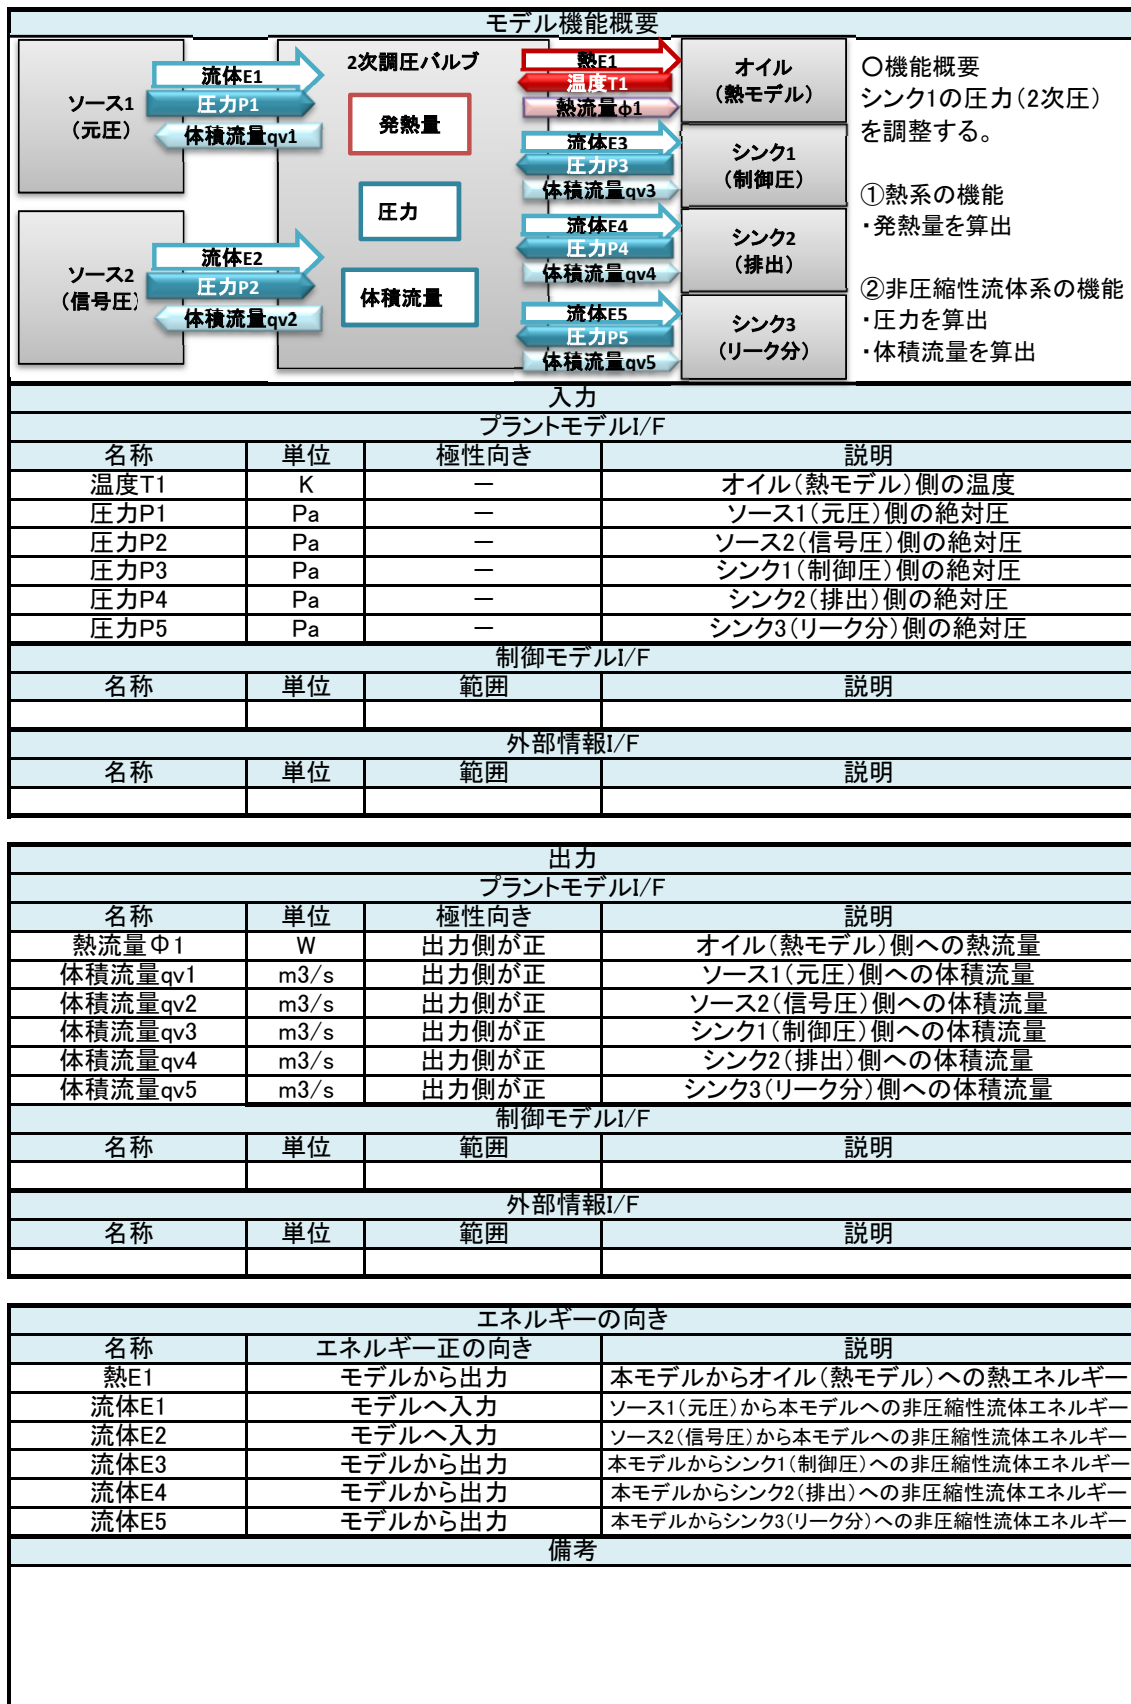 モデル機能概要
ソース1
（元圧）
流体E1
圧力P1
体積流量qv1
ソース2
（信号圧）
流体E2
圧力P2
体積流量qv2
2次調圧バルブ
発熱量
圧力
体積流量
熱E1
温度T1
熱流量φ1
流体E3
圧力P3
体積流量qv3
流体E4
圧力P4
体積流量qv4
流体E5
圧力P5
体積流量qv5
オイル
（熱モデル）
シンク1
（制御圧）
シンク2
（排出）
シンク3
（リーク分）
〇機能概要
シンク1の圧力（2次圧）
を調整する。
①熱系の機能
・発熱量を算出
②非圧縮性流体系の機能
・圧力を算出
・体積流量を算出
入力
プラントモデルI/F
名称 単位 極性向き 説明
温度T1 K － オイル（熱モデル）側の温度
圧力P1 Pa － ソース1（元圧）側の絶対圧
圧力P2 Pa － ソース2（信号圧）側の絶対圧
圧力P3 Pa － シンク1（制御圧）側の絶対圧
圧力P4 Pa － シンク2（排出）側の絶対圧
圧力P5 Pa － シンク3（リーク分）側の絶対圧
制御モデルI/F
名称 単位 範囲 説明
外部情報I/F
名称 単位 範囲 説明
出力
プラントモデルI/F
名称 単位 極性向き 説明
熱流量Φ1 W 出力側が正 オイル（熱モデル）側への熱流量
体積流量qv1 m3/s 出力側が正 ソース1（元圧）側への体積流量
体積流量qv2 m3/s 出力側が正 ソース2（信号圧）側への体積流量
体積流量qv3 m3/s 出力側が正 シンク1（制御圧）側への体積流量
体積流量qv4 m3/s 出力側が正 シンク2（排出）側への体積流量
体積流量qv5 m3/s 出力側が正 シンク3（リーク分）側への体積流量
制御モデルI/F
名称 単位 範囲 説明
外部情報I/F
名称 単位 範囲 説明
エネルギーの向き
名称 エネルギー正の向き 説明
熱E1 モデルから出力 本モデルからオイル（熱モデル）への熱エネルギー
流体E1 モデルへ入力 ソース1（元圧）から本モデルへの非圧縮性流体エネルギー
流体E2 モデルへ入力 ソース2（信号圧）から本モデルへの非圧縮性流体エネルギー
流体E3 モデルから出力 本モデルからシンク1（制御圧）への非圧縮性流体エネルギー
流体E4 モデルから出力 本モデルからシンク2（排出）への非圧縮性流体エネルギー
流体E5 モデルから出力 本モデルからシンク3（リーク分）への非圧縮性流体エネルギー
備考